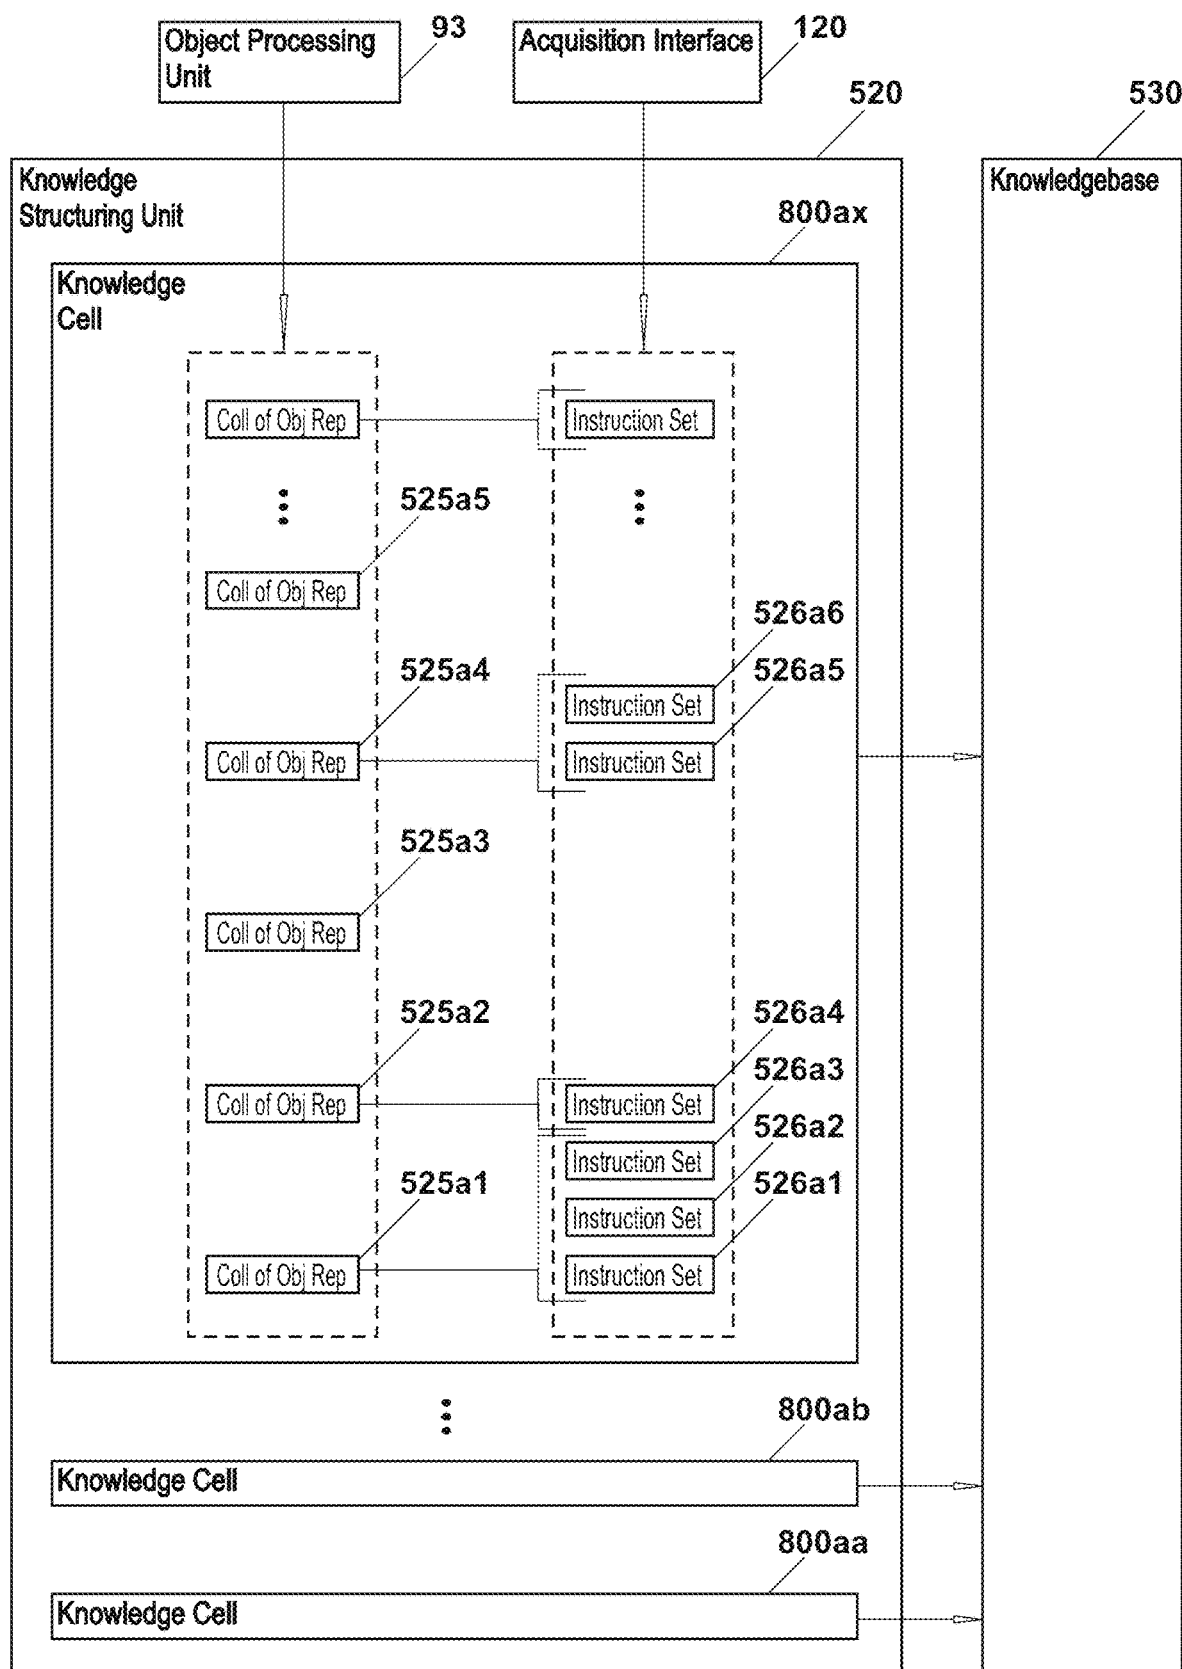 Object Processing
Unit
93
Acquisition Interface
120
520
530
Knowledge
Structuring Unit
Knowledgebase
800ax
Knowledge
Cell
Coll of Obj Rep
Instruction Set
525a5
Coll of Obj Rep
526a6
525a4
526a5
Instruction Set
Coll of Obj Rep
Instruction Set
525a3
Coll of Obj Rep
525a2
526a4
526a3
Coll of Obj Rep
Instruction Set
526a2
Instruction Set
525a1
526a1
Instruction Set
Coll of Obj Rep
Instruction Set
800ab
Knowledge Cell
800aa
Knowledge Cell